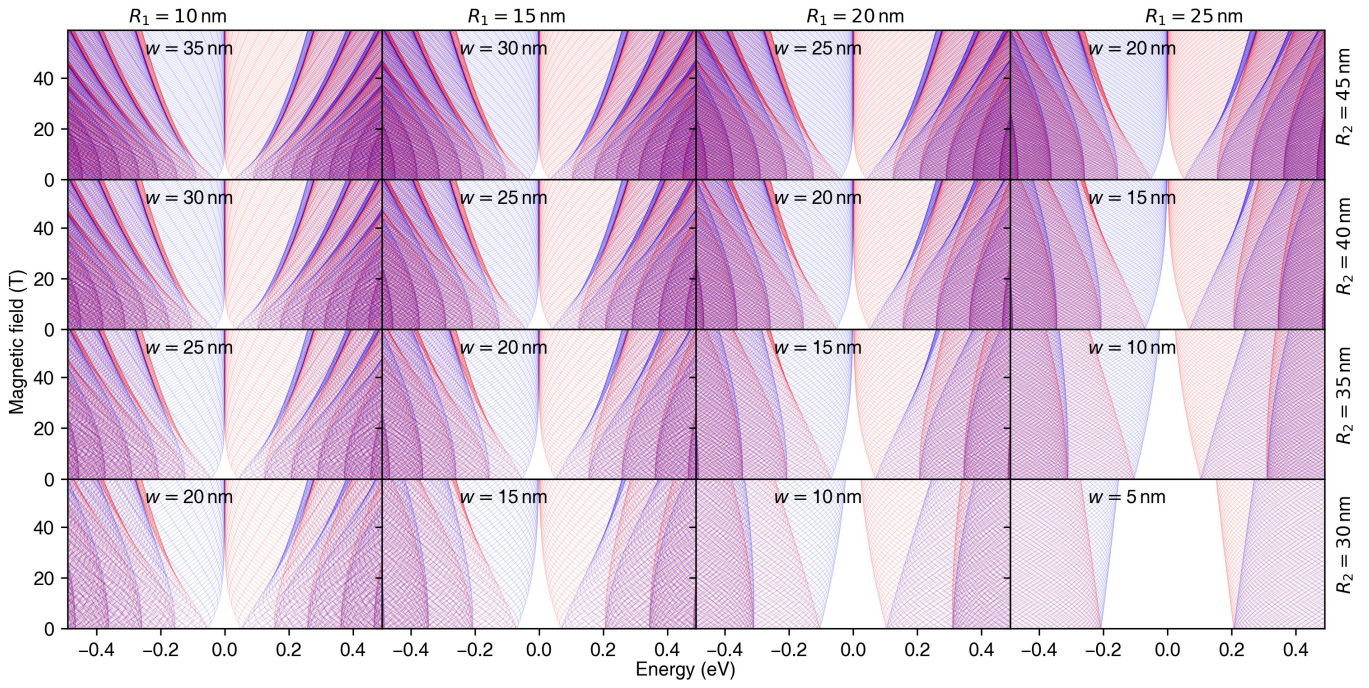 R₁ = 10 nm R₁ = 15 nm R₁ = 20 nm R₁ = 25 nm
w = 35 nm w = 30 nm w = 25 nm w = 20 nm
40
20
0
R₂ = 45 nm
w = 30 nm w = 25 nm w = 20 nm w = 15 nm
40
20
0
R₂ = 40 nm
Magnetic field (T)
w = 25 nm w = 20 nm w = 15 nm w = 10 nm
40
20
0
R₂ = 35 nm
w = 20 nm w = 15 nm w = 10 nm w = 5 nm
40
20
0
R₂ = 30 nm
−0.4 −0.2 0.0 0.2 0.4 −0.4 −0.2 0.0 0.2 0.4 −0.4 −0.2 0.0 0.2 0.4 −0.4 −0.2 0.0 0.2 0.4
Energy (eV)